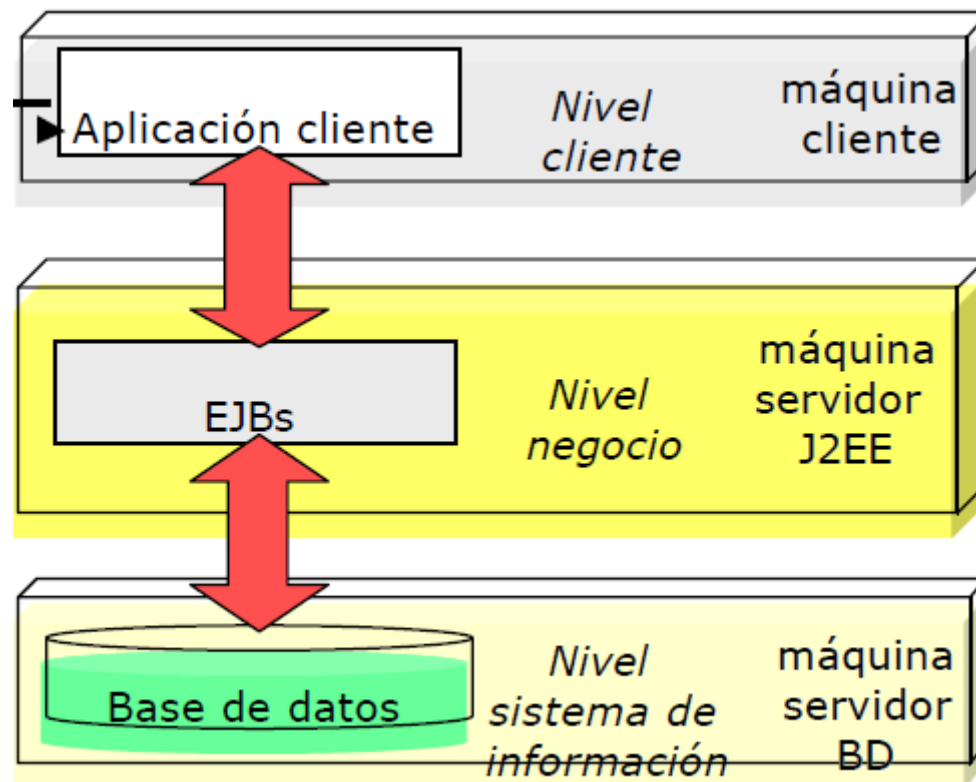 Aplicación cliente
Nivel
cliente
máquina
cliente
EJBs
Nivel
negocio
máquina
servidor
J2EE
Base de datos
Nivel
sistema de
información
máquina
servidor
BD